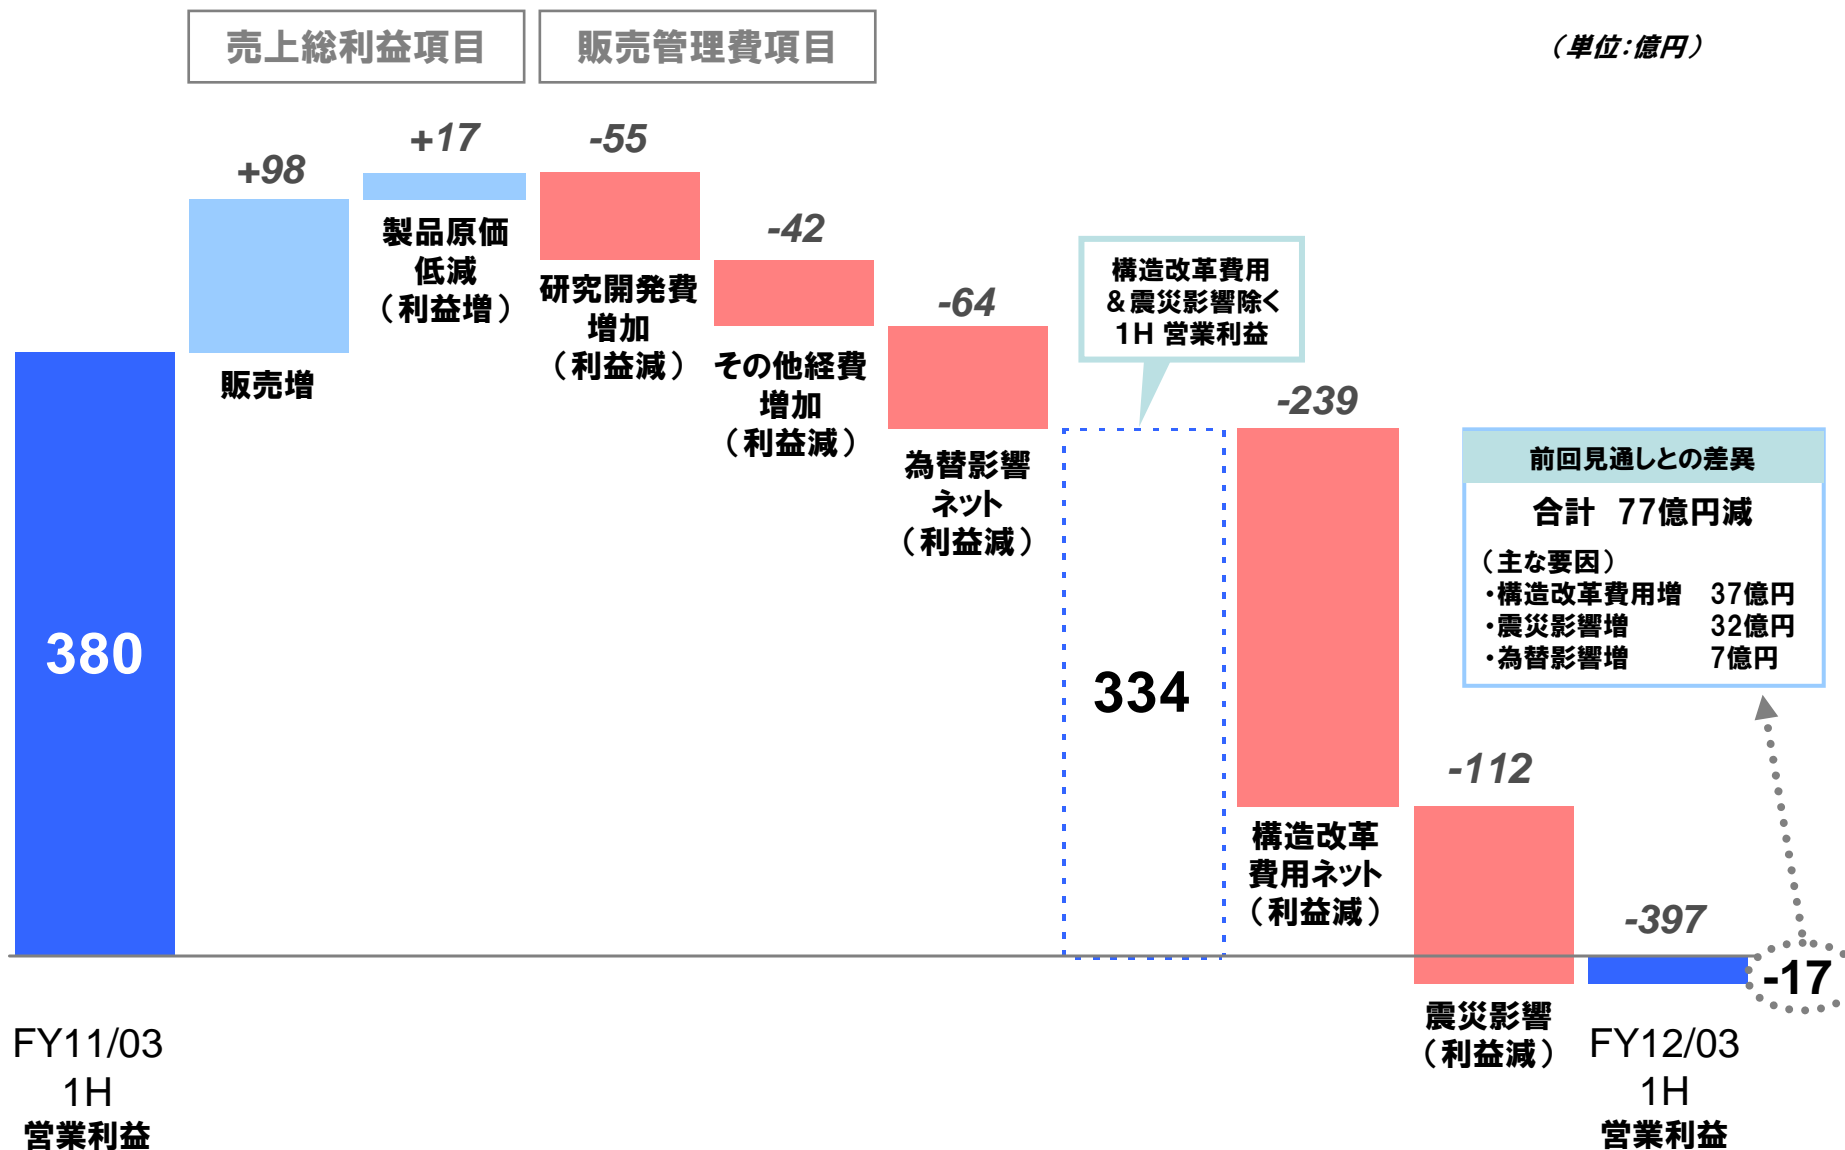 売上総利益項目
販売管理費項目
（単位：億円）
+98
+17
-55
-42
-64
-239
-112
-397
-17
380
334
販売増
製品原価
低減
（利益増）
研究開発費
増加
（利益減）
その他経費
増加
（利益減）
為替影響
ネット
（利益減）
構造改革費用
＆震災影響除く
1H 営業利益
構造改革
費用ネット
（利益減）
震災影響
（利益減）
前回見通しとの差異
合計 77億円減
（主な要因）
・構造改革費用増 37億円
・震災影響増 32億円
・為替影響増 7億円
FY11/03
1H
営業利益
FY12/03
1H
営業利益